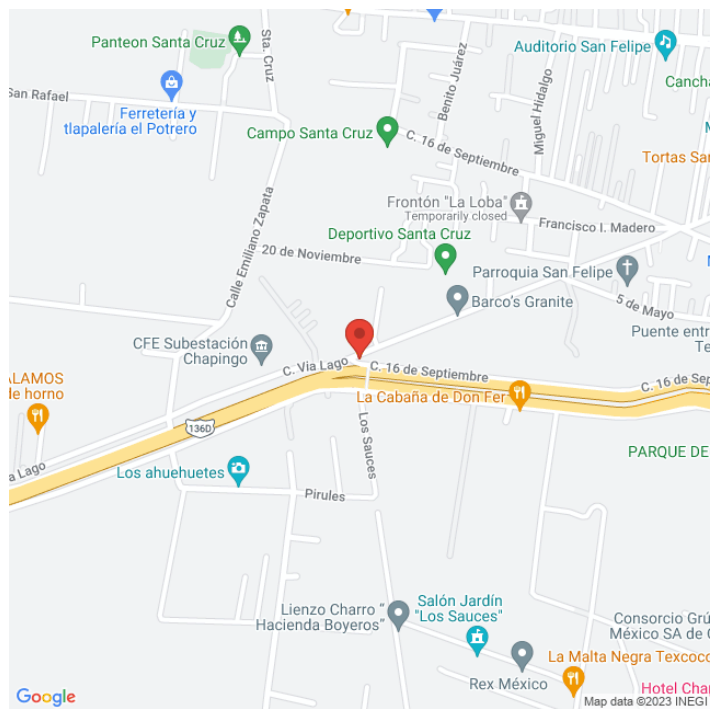 Panteon Santa Cruz
Sta. Cruz
Auditorio San Felipe
Benito Juárez
Miguel Hidalgo
Cancha
San Rafael
Ferretería y
tlapalería el Potrero
Campo Santa Cruz
C. 16 de Septiembre
Tortas San
Frontón "La Loba"
Temporarily closed
Francisco I. Madero
Calle Emiliano Zapata
Deportivo Santa Cruz
20 de Noviembre
Parroquia San Felipe
Barco's Granite
5 de Mayo
CFE Subestación
Chapingo
Puente entr
Te
C. Via Lago
C. 16 de Septiembre
C. 16 de Sep
ALAMOS
de horno
La Cabaña de Don Fer
136D
Los Sauces
a Lago
Los ahuehuetes
PARQUE DE
Pirules
Salón Jardín
"Los Sauces"
Lienzo Charro "
Hacienda Boyeros"
Consorcio Grú
México SA de C
La Malta Negra Texcoco
Rex México
Hotel Cha
Google
Map data ©2023 INEGI